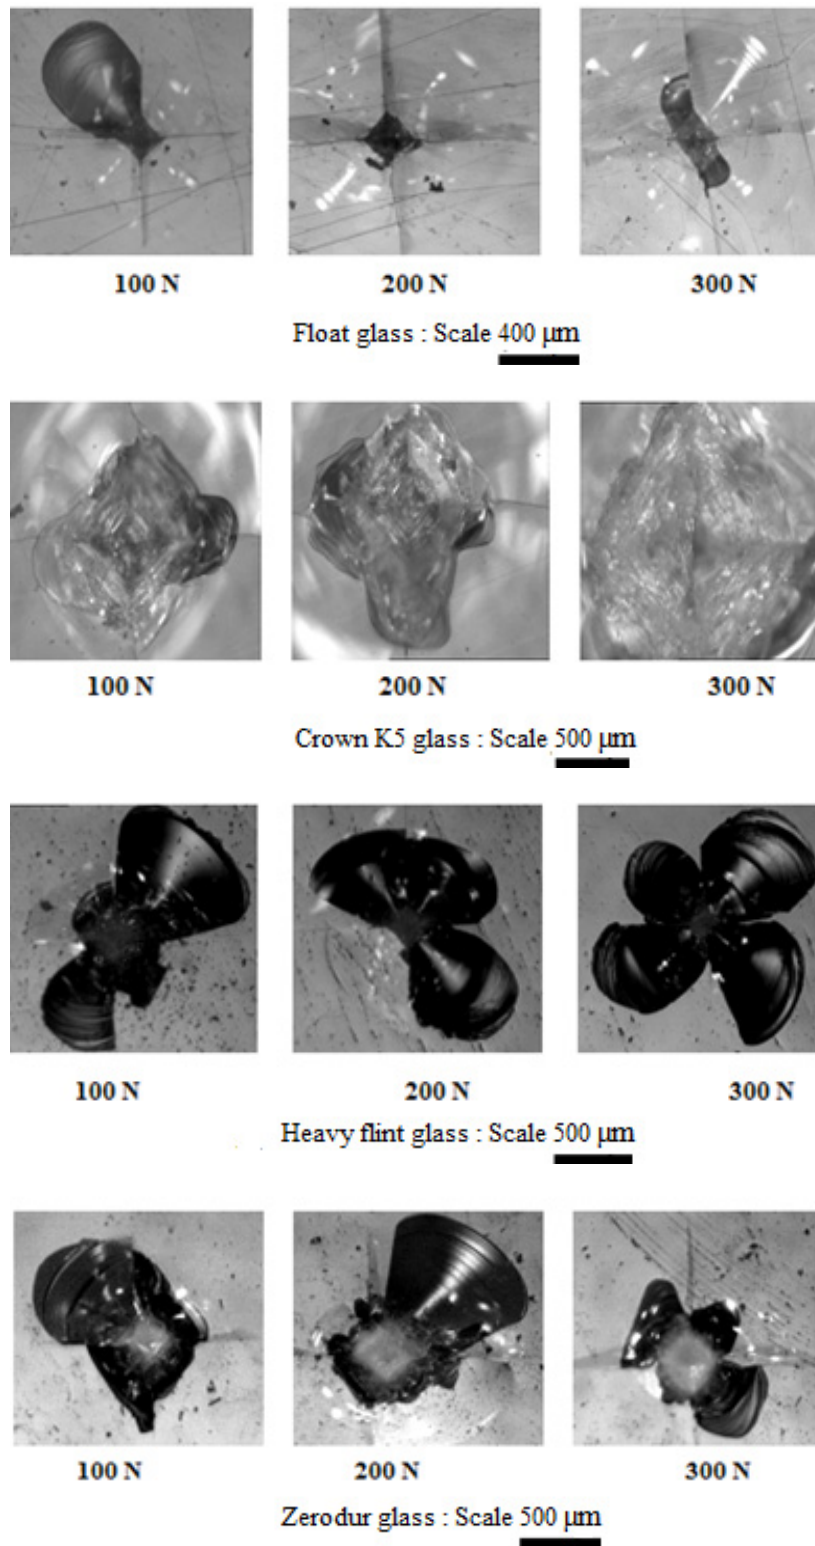 100 N 200 N 300 N
Float glass : Scale 400 μm
100 N 200 N 300 N
Crown K5 glass : Scale 500 μm
100 N 200 N 300 N
Heavy flint glass : Scale 500 μm
100 N 200 N 300 N
Zerodur glass : Scale 500 μm